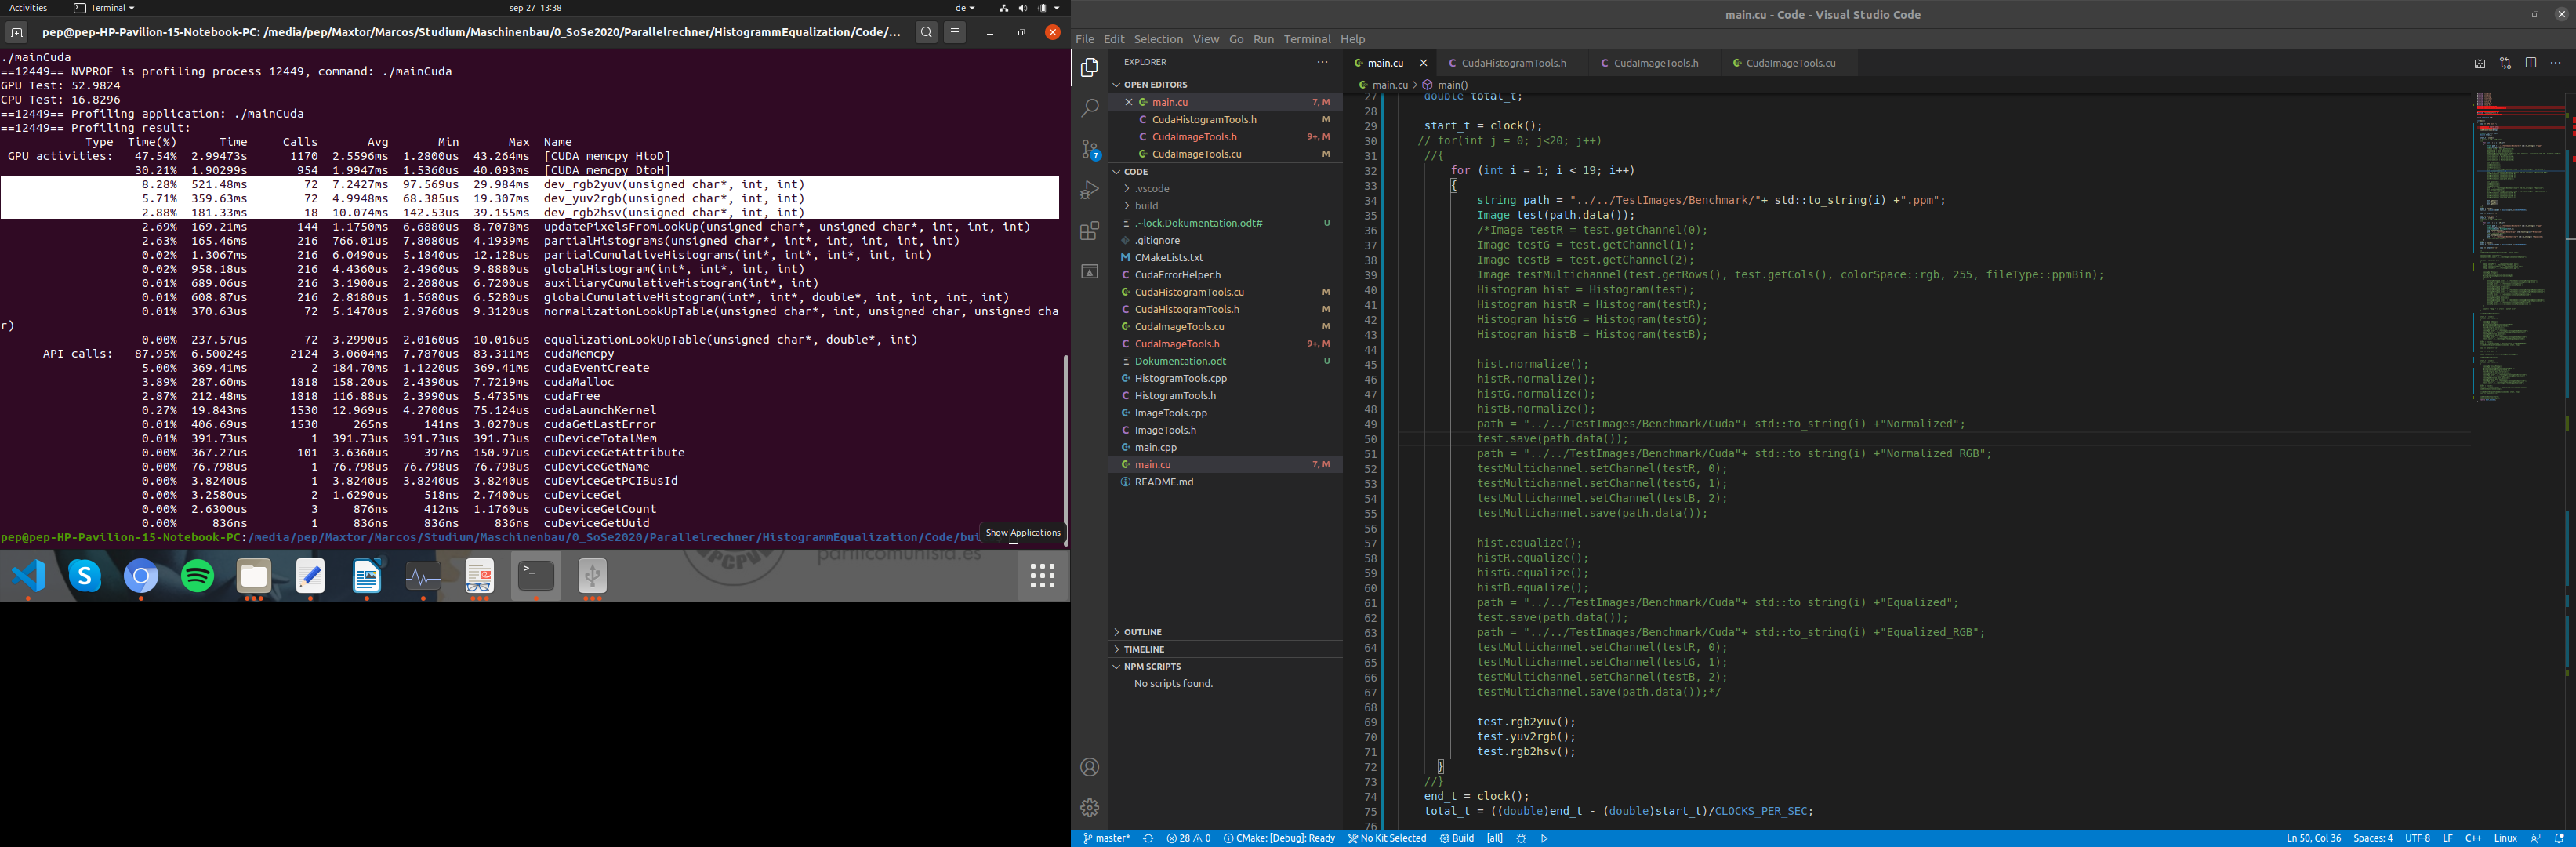 Activities
Terminal
sep 27 13:38
de
pep@pep-HP-Pavilion-15-Notebook-PC: /media/pep/Maxtor/Marcos/Studium/Maschinenbau/0_SoSe2020/Parallelrechner/HistogrammEqualization/Code/...
./mainCuda
==12449== NVPROF is profiling process 12449, command: ./mainCuda
GPU Test: 52.9824
CPU Test: 16.8296
==12449== Profiling application: ./mainCuda
==12449== Profiling result:
Type Time(%) Time Calls Avg Min Max Name
GPU activities: 47.54% 2.99473s 1170 2.5596ms 1.2800us 43.264ms [CUDA memcpy HtoD]
30.21% 1.90299s 954 1.9947ms 1.5360us 40.093ms [CUDA memcpy DtoH]
8.28% 521.48ms 72 7.2427ms 97.569us 29.984ms dev_rgb2yuv(unsigned char*, int, int)
5.71% 359.63ms 72 4.9948ms 68.385us 19.307ms dev_yuv2rgb(unsigned char*, int, int)
2.88% 181.33ms 18 10.074ms 142.53us 39.155ms dev_rgb2hsv(unsigned char*, int, int)
2.69% 169.21ms 144 1.1750ms 6.6880us 8.7078ms updatePixelsFromLookUp(unsigned char*, unsigned char*, int, int, int)
2.63% 165.46ms 216 766.01us 7.8080us 4.1939ms partialHistograms(unsigned char*, int*, int, int, int, int)
0.02% 1.3067ms 216 6.0490us 5.1840us 12.128us partialCumulativeHistograms(int*, int*, int*, int, int)
0.02% 958.18us 216 4.4360us 2.4960us 9.8880us globalHistogram(int*, int*, int, int)
0.01% 689.06us 216 3.1900us 2.2080us 6.7200us auxiliaryCumulativeHistogram(int*, int)
0.01% 608.87us 216 2.8180us 1.5680us 6.5280us globalCumulativeHistogram(int*, int*, double*, int, int, int, int)
0.01% 370.63us 72 5.1470us 2.9760us 9.3120us normalizationLookUpTable(unsigned char*, int, unsigned char, unsigned cha
r)
0.00% 237.57us 72 3.2990us 2.0160us 10.016us equalizationLookUpTable(unsigned char*, double*, int)
API calls: 87.95% 6.50024s 2124 3.0604ms 7.7870us 83.311ms cudaMemcpy
5.00% 369.41ms 2 184.70ms 1.1220us 369.41ms cudaEventCreate
3.89% 287.60ms 1818 158.20us 2.4390us 7.7219ms cudaMalloc
2.87% 212.48ms 1818 116.88us 2.3990us 5.4735ms cudaFree
0.27% 19.843ms 1530 12.969us 4.2700us 75.124us cudaLaunchKernel
0.01% 406.69us 1530 265ns 141ns 3.0270us cudaGetLastError
0.01% 391.73us 1 391.73us 391.73us 391.73us cuDeviceTotalMem
0.00% 367.27us 101 3.6360us 397ns 150.97us cuDeviceGetAttribute
0.00% 76.798us 1 76.798us 76.798us 76.798us cuDeviceGetName
0.00% 3.8240us 1 3.8240us 3.8240us 3.8240us cuDeviceGetPCIBusId
0.00% 3.2580us 2 1.6290us 518ns 2.7400us cuDeviceGet
0.00% 2.6300us 3 876ns 412ns 1.1760us cuDeviceGetCount
0.00% 836ns 1 836ns 836ns 836ns cuDeviceGetUuid
pep@pep-HP-Pavilion-15-Notebook-PC:/media/pep/Maxtor/Marcos/Studium/Maschinenbau/0_SoSe2020/Parallelrechner/HistogrammEqualization/Code/bui
Show Applications
PCPU
partitcomunista.es
main.cu - Code - Visual Studio Code
File Edit Selection View Go Run Terminal Help
EXPLORER
OPEN EDITORS
main.cu 7, M
CudaHistogramTools.h M
CudaImageTools.h 9+, M
CudaImageTools.cu M
CODE
.vscode
build
.~lock.Dokumentation.odt# U
.gitignore
CMakeLists.txt
CudaErrorHelper.h
CudaHistogramTools.cu M
CudaHistogramTools.h M
CudaImageTools.cu M
CudaImageTools.h 9+, M
Dokumentation.odt U
HistogramTools.cpp
HistogramTools.h
ImageTools.cpp
ImageTools.h
main.cpp
main.cu 7, M
README.md
OUTLINE
TIMELINE
NPM SCRIPTS
No scripts found.
7
main.cu
CudaHistogramTools.h
CudaImageTools.h
CudaImageTools.cu
main.cu > main()
27 double total_t;
28
29 start_t = clock();
30 // for(int j = 0; j<20; j++)
31 //{
32 for (int i = 1; i < 19; i++)
33 {
34 string path = "../../TestImages/Benchmark/"+ std::to_string(i) +".ppm";
35 Image test(path.data());
36 /*Image testR = test.getChannel(0);
37 Image testG = test.getChannel(1);
38 Image testB = test.getChannel(2);
39 Image testMultichannel(test.getRows(), test.getCols(), colorSpace::rgb, 255, fileType::ppmBin);
40 Histogram hist = Histogram(test);
41 Histogram histR = Histogram(testR);
42 Histogram histG = Histogram(testG);
43 Histogram histB = Histogram(testB);
44
45 hist.normalize();
46 histR.normalize();
47 histG.normalize();
48 histB.normalize();
49 path = "../../TestImages/Benchmark/Cuda"+ std::to_string(i) +"Normalized";
50 test.save(path.data());
51 path = "../../TestImages/Benchmark/Cuda"+ std::to_string(i) +"Normalized_RGB";
52 testMultichannel.setChannel(testR, 0);
53 testMultichannel.setChannel(testG, 1);
54 testMultichannel.setChannel(testB, 2);
55 testMultichannel.save(path.data());
56
57 hist.equalize();
58 histR.equalize();
59 histG.equalize();
60 histB.equalize();
61 path = "../../TestImages/Benchmark/Cuda"+ std::to_string(i) +"Equalized";
62 test.save(path.data());
63 path = "../../TestImages/Benchmark/Cuda"+ std::to_string(i) +"Equalized_RGB";
64 testMultichannel.setChannel(testR, 0);
65 testMultichannel.setChannel(testG, 1);
66 testMultichannel.setChannel(testB, 2);
67 testMultichannel.save(path.data());*/
68
69 test.rgb2yuv();
70 test.yuv2rgb();
71 test.rgb2hsv();
72 }
73 //}
74 end_t = clock();
75 total_t = ((double)end_t - (double)start_t)/CLOCKS_PER_SEC;
76
master* 28 0 CMake: [Debug]: Ready No Kit Selected Build [all]
Ln 50, Col 36 Spaces: 4 UTF-8 LF C++ Linux